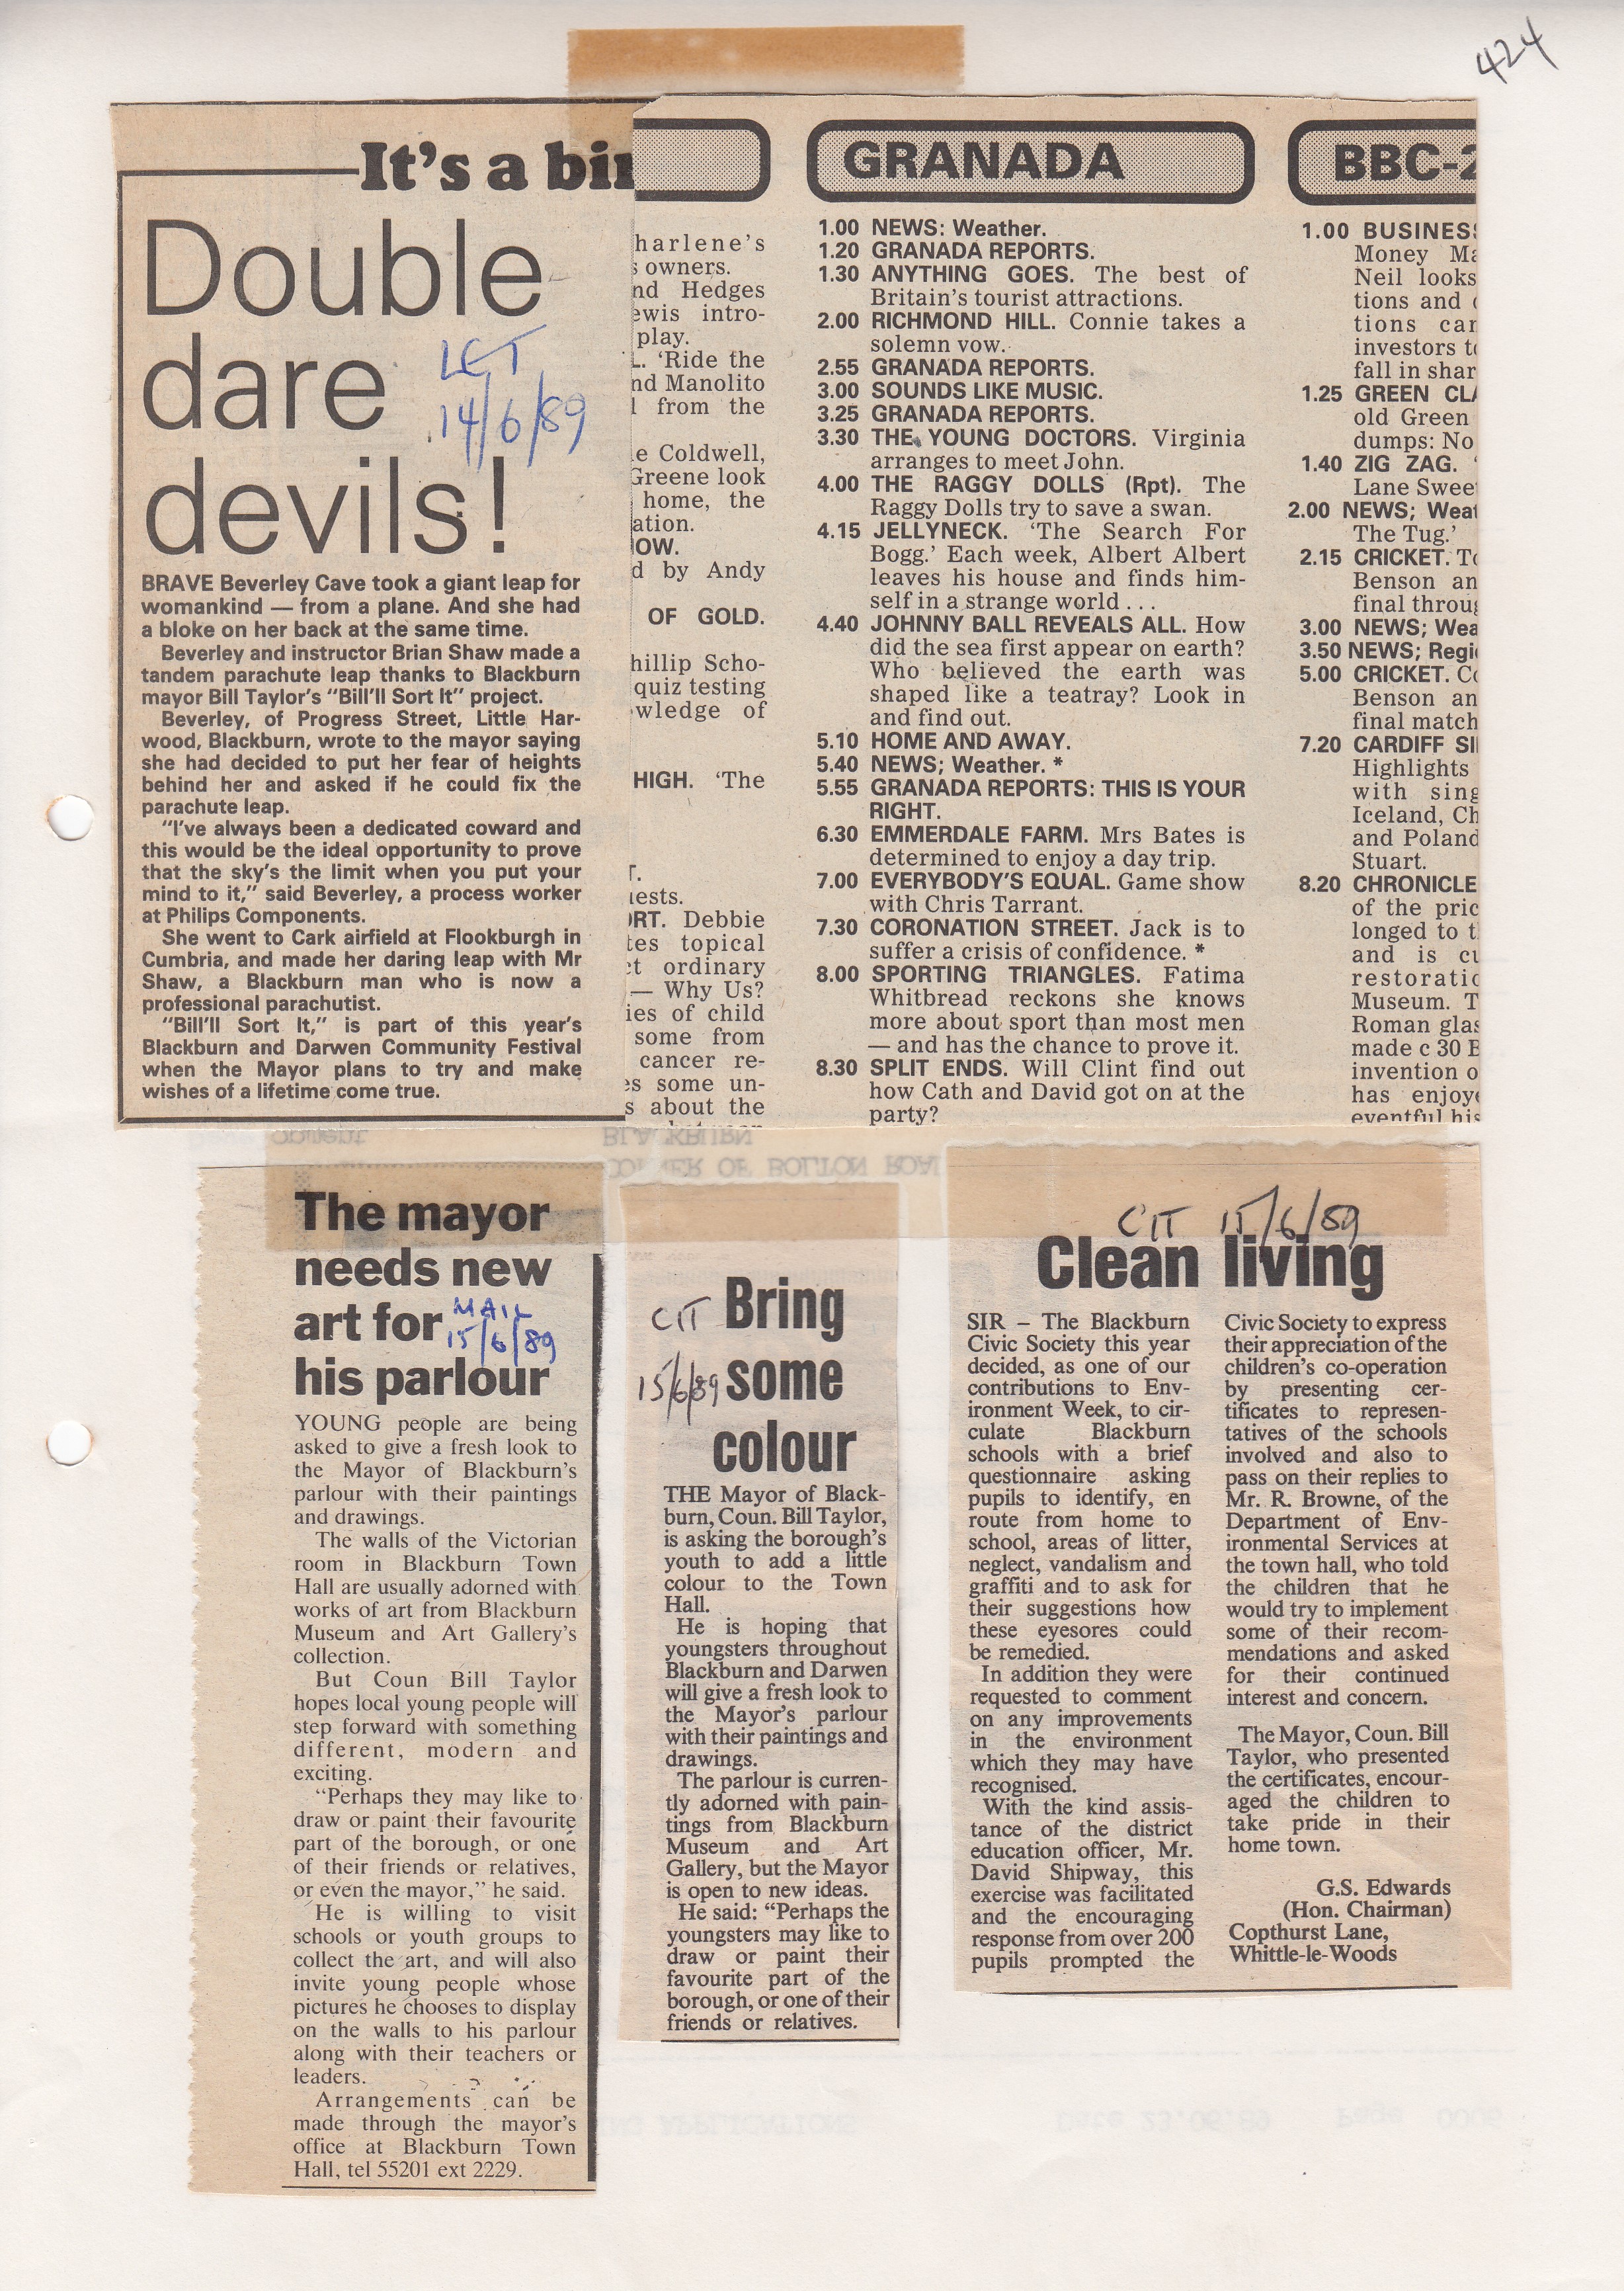 424
It's a bi
Double
dare
devils!
LET
14/6/89
BRAVE Beverley Cave took a giant leap for
womankind — from a plane. And she had
a bloke on her back at the same time.
Beverley and instructor Brian Shaw made a
tandem parachute leap thanks to Blackburn
mayor Bill Taylor's "Bill'll Sort It" project.
Beverley, of Progress Street, Little Har-
wood, Blackburn, wrote to the mayor saying
she had decided to put her fear of heights
behind her and asked if he could fix the
parachute leap.
"I've always been a dedicated coward and
this would be the ideal opportunity to prove
that the sky's the limit when you put your
mind to it," said Beverley, a process worker
at Philips Components.
She went to Cark airfield at Flookburgh in
Cumbria, and made her daring leap with Mr
Shaw, a Blackburn man who is now a
professional parachutist.
"Bill'll Sort It," is part of this year's
Blackburn and Darwen Community Festival
when the Mayor plans to try and make
wishes of a lifetime come true.
harlene's
s owners.
nd Hedges
ewis intro-
play.
L. 'Ride the
nd Manolito
l from the
e Coldwell,
Greene look
home, the
ation.
OW.
d by Andy
OF GOLD.
hillip Scho-
quiz testing
wledge of
HIGH. 'The
T.
uests.
ORT. Debbie
tes topical
ct ordinary
— Why Us?
ies of child
some from
cancer re-
es some un-
s about the
GRANADA
1.00 NEWS: Weather.
1.20 GRANADA REPORTS.
1.30 ANYTHING GOES. The best of
Britain's tourist attractions.
2.00 RICHMOND HILL. Connie takes a
solemn vow.
2.55 GRANADA REPORTS.
3.00 SOUNDS LIKE MUSIC.
3.25 GRANADA REPORTS.
3.30 THE YOUNG DOCTORS. Virginia
arranges to meet John.
4.00 THE RAGGY DOLLS (Rpt). The
Raggy Dolls try to save a swan.
4.15 JELLYNECK. 'The Search For
Bogg.' Each week, Albert Albert
leaves his house and finds him-
self in a strange world . . .
4.40 JOHNNY BALL REVEALS ALL. How
did the sea first appear on earth?
Who believed the earth was
shaped like a teatray? Look in
and find out.
5.10 HOME AND AWAY.
5.40 NEWS; Weather. *
5.55 GRANADA REPORTS: THIS IS YOUR
RIGHT.
6.30 EMMERDALE FARM. Mrs Bates is
determined to enjoy a day trip.
7.00 EVERYBODY'S EQUAL. Game show
with Chris Tarrant.
7.30 CORONATION STREET. Jack is to
suffer a crisis of confidence. *
8.00 SPORTING TRIANGLES. Fatima
Whitbread reckons she knows
more about sport than most men
— and has the chance to prove it.
8.30 SPLIT ENDS. Will Clint find out
how Cath and David got on at the
party?
BBC-2
1.00 BUSINESS
Money Ma
Neil looks
tions and
tions car
investors to
fall in shar
1.25 GREEN CLA
old Green
dumps: No
1.40 ZIG ZAG.
Lane Sweet
2.00 NEWS; Weat
The Tug.'
2.15 CRICKET. To
Benson an
final throug
3.00 NEWS; Wea
3.50 NEWS; Regi
5.00 CRICKET. Co
Benson an
final match
7.20 CARDIFF SI
Highlights
with sing
Iceland, Ch
and Poland
Stuart.
8.20 CHRONICLE
of the pric
longed to t
and is cu
restoratio
Museum. T
Roman glas
made c 30 B
invention o
has enjoye
eventful his
The mayor
needs new
art for
his parlour
MAIL
15/6/89
YOUNG people are being
asked to give a fresh look to
the Mayor of Blackburn's
parlour with their paintings
and drawings.
The walls of the Victorian
room in Blackburn Town
Hall are usually adorned with
works of art from Blackburn
Museum and Art Gallery's
collection.
But Coun Bill Taylor
hopes local young people will
step forward with something
different, modern and
exciting.
"Perhaps they may like to
draw or paint their favourite
part of the borough, or one
of their friends or relatives,
or even the mayor," he said.
He is willing to visit
schools or youth groups to
collect the art, and will also
invite young people whose
pictures he chooses to display
on the walls to his parlour
along with their teachers or
leaders.
Arrangements can be
made through the mayor's
office at Blackburn Town
Hall, tel 55201 ext 2229.
CIT
15/6/89
Bring
some
colour
THE Mayor of Black-
burn, Coun. Bill Taylor,
is asking the borough's
youth to add a little
colour to the Town
Hall.
He is hoping that
youngsters throughout
Blackburn and Darwen
will give a fresh look to
the Mayor's parlour
with their paintings and
drawings.
The parlour is curren-
tly adorned with pain-
tings from Blackburn
Museum and Art
Gallery, but the Mayor
is open to new ideas.
He said: "Perhaps the
youngsters may like to
draw or paint their
favourite part of the
borough, or one of their
friends or relatives.
CIT 15/6/89
Clean living
SIR – The Blackburn
Civic Society this year
decided, as one of our
contributions to Env-
ironment Week, to cir-
culate Blackburn
schools with a brief
questionnaire asking
pupils to identify, en
route from home to
school, areas of litter,
neglect, vandalism and
graffiti and to ask for
their suggestions how
these eyesores could
be remedied.
In addition they were
requested to comment
on any improvements
in the environment
which they may have
recognised.
With the kind assis-
tance of the district
education officer, Mr.
David Shipway, this
exercise was facilitated
and the encouraging
response from over 200
pupils prompted the
Civic Society to express
their appreciation of the
children's co-operation
by presenting cer-
tificates to represen-
tatives of the schools
involved and also to
pass on their replies to
Mr. R. Browne, of the
Department of Env-
ironmental Services at
the town hall, who told
the children that he
would try to implement
some of their recom-
mendations and asked
for their continued
interest and concern.
The Mayor, Coun. Bill
Taylor, who presented
the certificates, encour-
aged the children to
take pride in their
home town.
G.S. Edwards
(Hon. Chairman)
Copthurst Lane,
Whittle-le-Woods